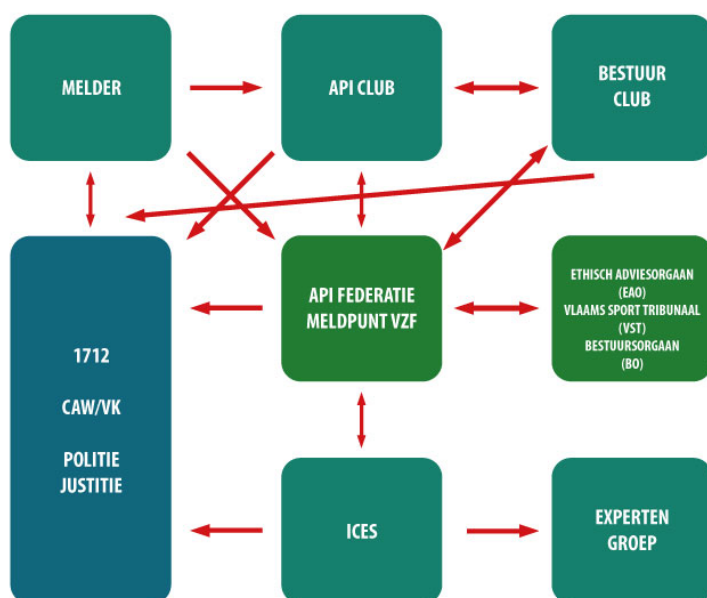 MELDER
API CLUB
BESTUUR
CLUB
1712
CAW/VK
POLITIE
JUSTITIE
API FEDERATIE
MELDPUNT VZF
ETHISCH ADVIESORGAAN
(EAO)
VLAAMS SPORT TRIBUNAAL
(VST)
BESTUURSORGAAN
(BO)
ICES
EXPERTEN
GROEP